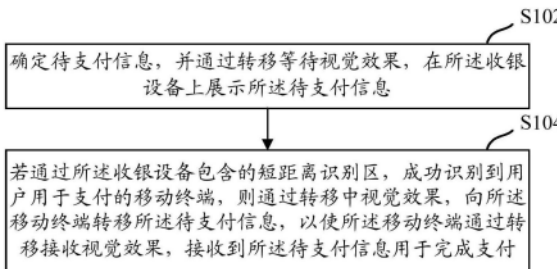 S102
确定待支付信息，并通过转移等待视觉效果，在所述收银
设备上展示所述待支付信息
S104
若通过所述收银设备包含的短距离识别区，成功识别到用
户用于支付的移动终端，则通过转移中视觉效果，向所述
移动终端转移所述待支付信息，以使所述移动终端通过转
移接收视觉效果，接收到所述待支付信息用于完成支付